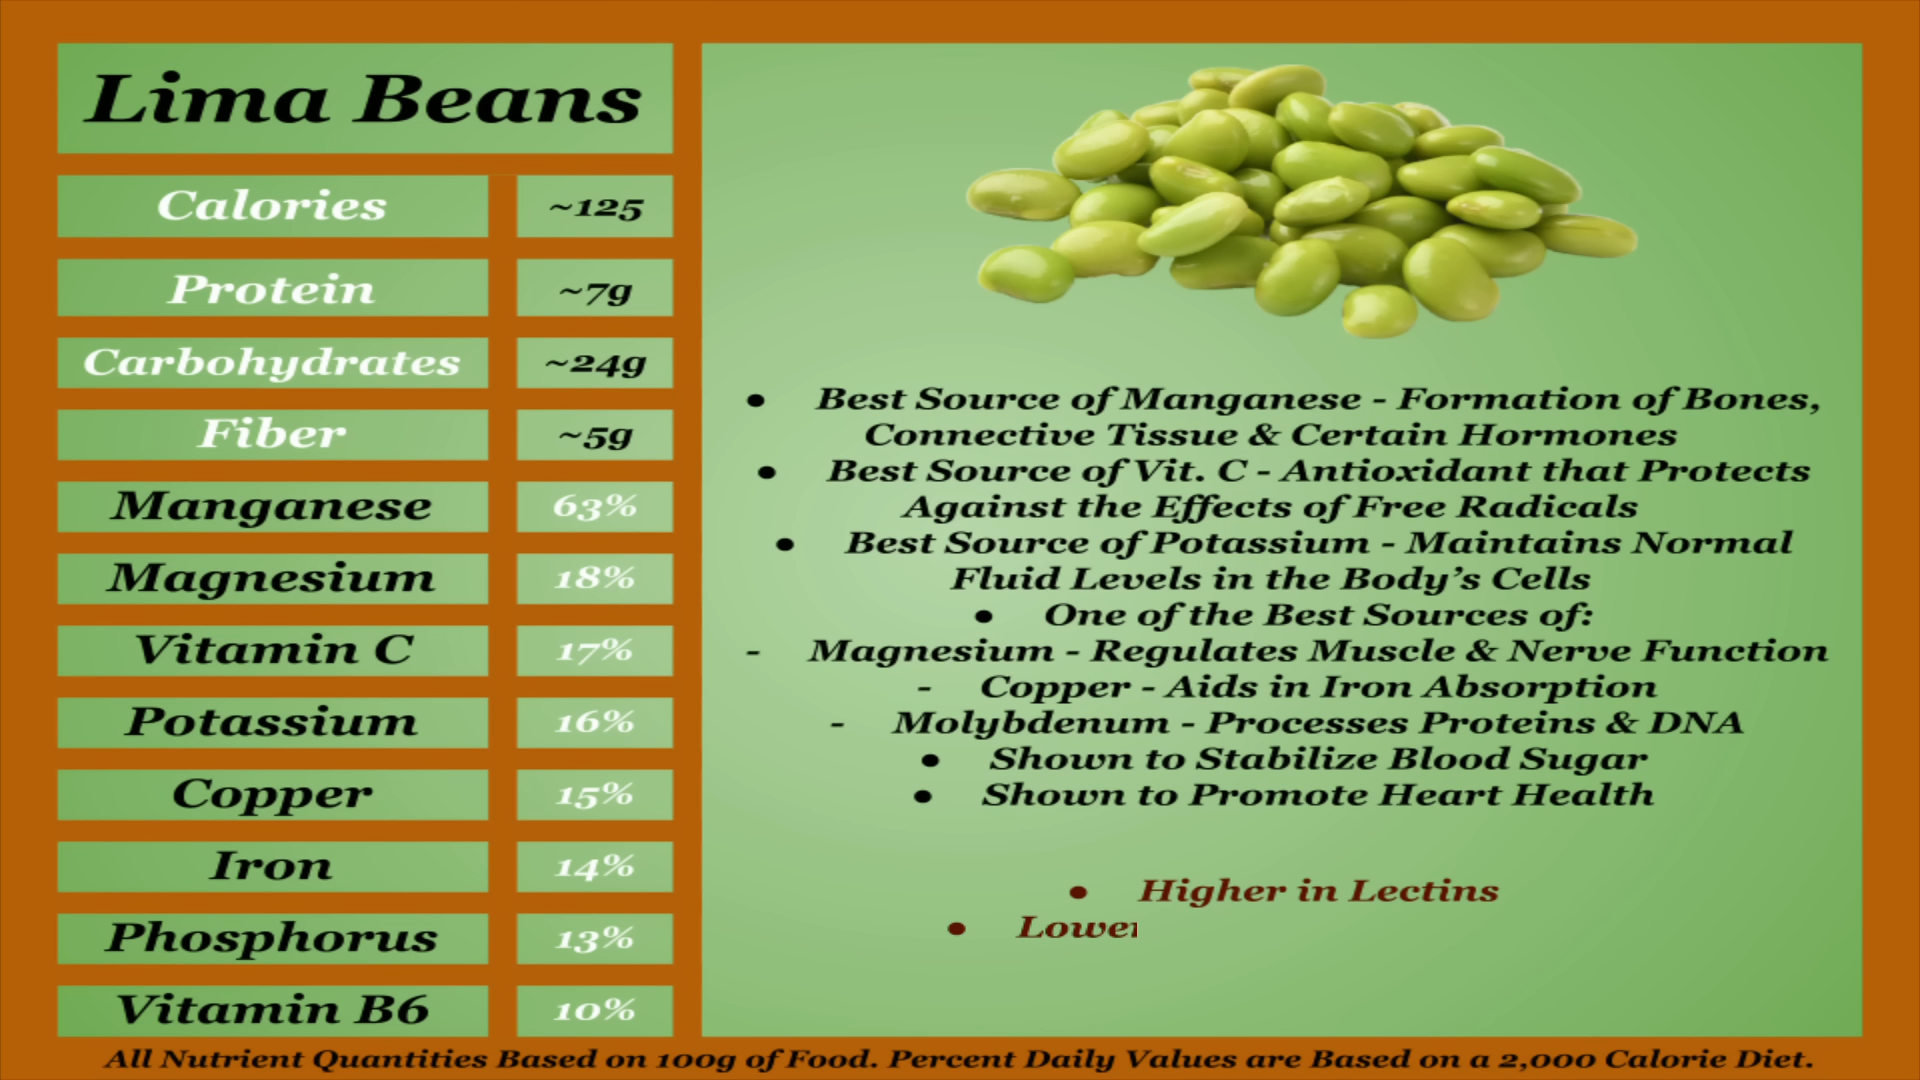 Lima Beans
Calories ~125
Protein ~7g
Carbohydrates ~24g
Fiber ~5g
Manganese 63%
Magnesium 18%
Vitamin C 17%
Potassium 16%
Copper 15%
Iron 14%
Phosphorus 13%
Vitamin B6 10%
● Best Source of Manganese - Formation of Bones,
Connective Tissue & Certain Hormones
● Best Source of Vit. C - Antioxidant that Protects
Against the Effects of Free Radicals
● Best Source of Potassium - Maintains Normal
Fluid Levels in the Body's Cells
● One of the Best Sources of:
- Magnesium - Regulates Muscle & Nerve Function
- Copper - Aids in Iron Absorption
- Molybdenum - Processes Proteins & DNA
● Shown to Stabilize Blood Sugar
● Shown to Promote Heart Health
● Higher in Lectins
● Lower
All Nutrient Quantities Based on 100g of Food. Percent Daily Values are Based on a 2,000 Calorie Diet.